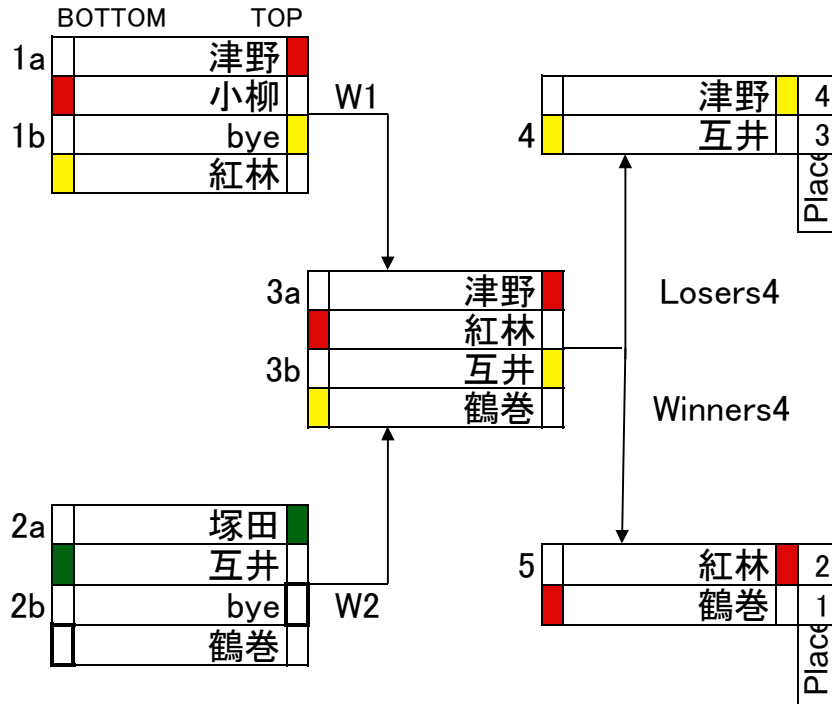 BOTTOM TOP
1a 津野
小柳 W1
1b bye
紅林
津野 4
4 互井 3
Place
3a 津野
紅林
3b 互井
鶴巻
Losers4
Winners4
2a 塚田
互井
2b bye W2
鶴巻
5 紅林 2
鶴巻 1
Place